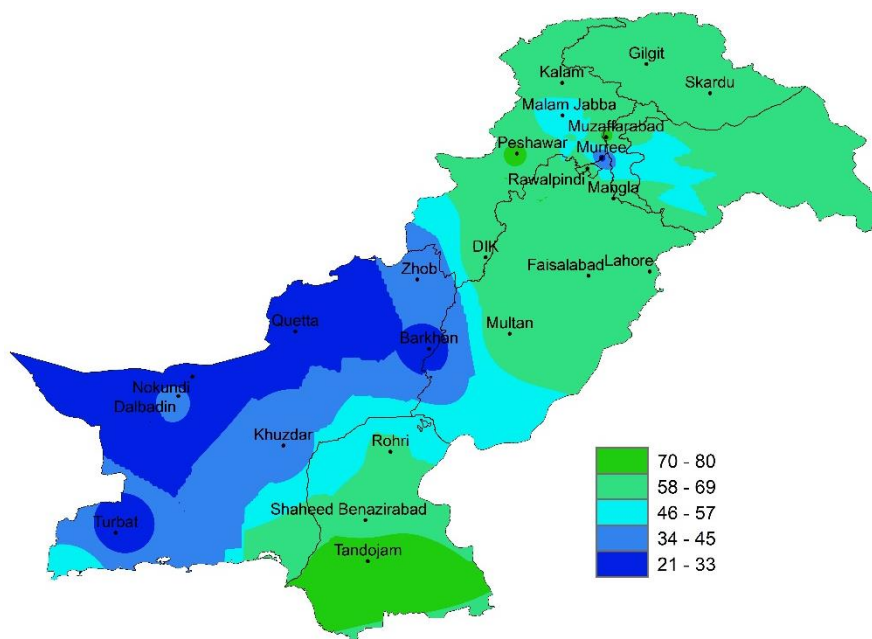 Gilgit
Kalam
Skardu
Malam Jabba
Muzaffarabad
Peshawar
Murree
Rawalpindi
Mangla
DIK
Zhob
Faisalabad
Lahore
Quetta
Multan
Barkhan
Nokundi
Dalbadin
Khuzdar
Rohri
Shaheed Benazirabad
Turbat
Tandojam
70 - 80
58 - 69
46 - 57
34 - 45
21 - 33